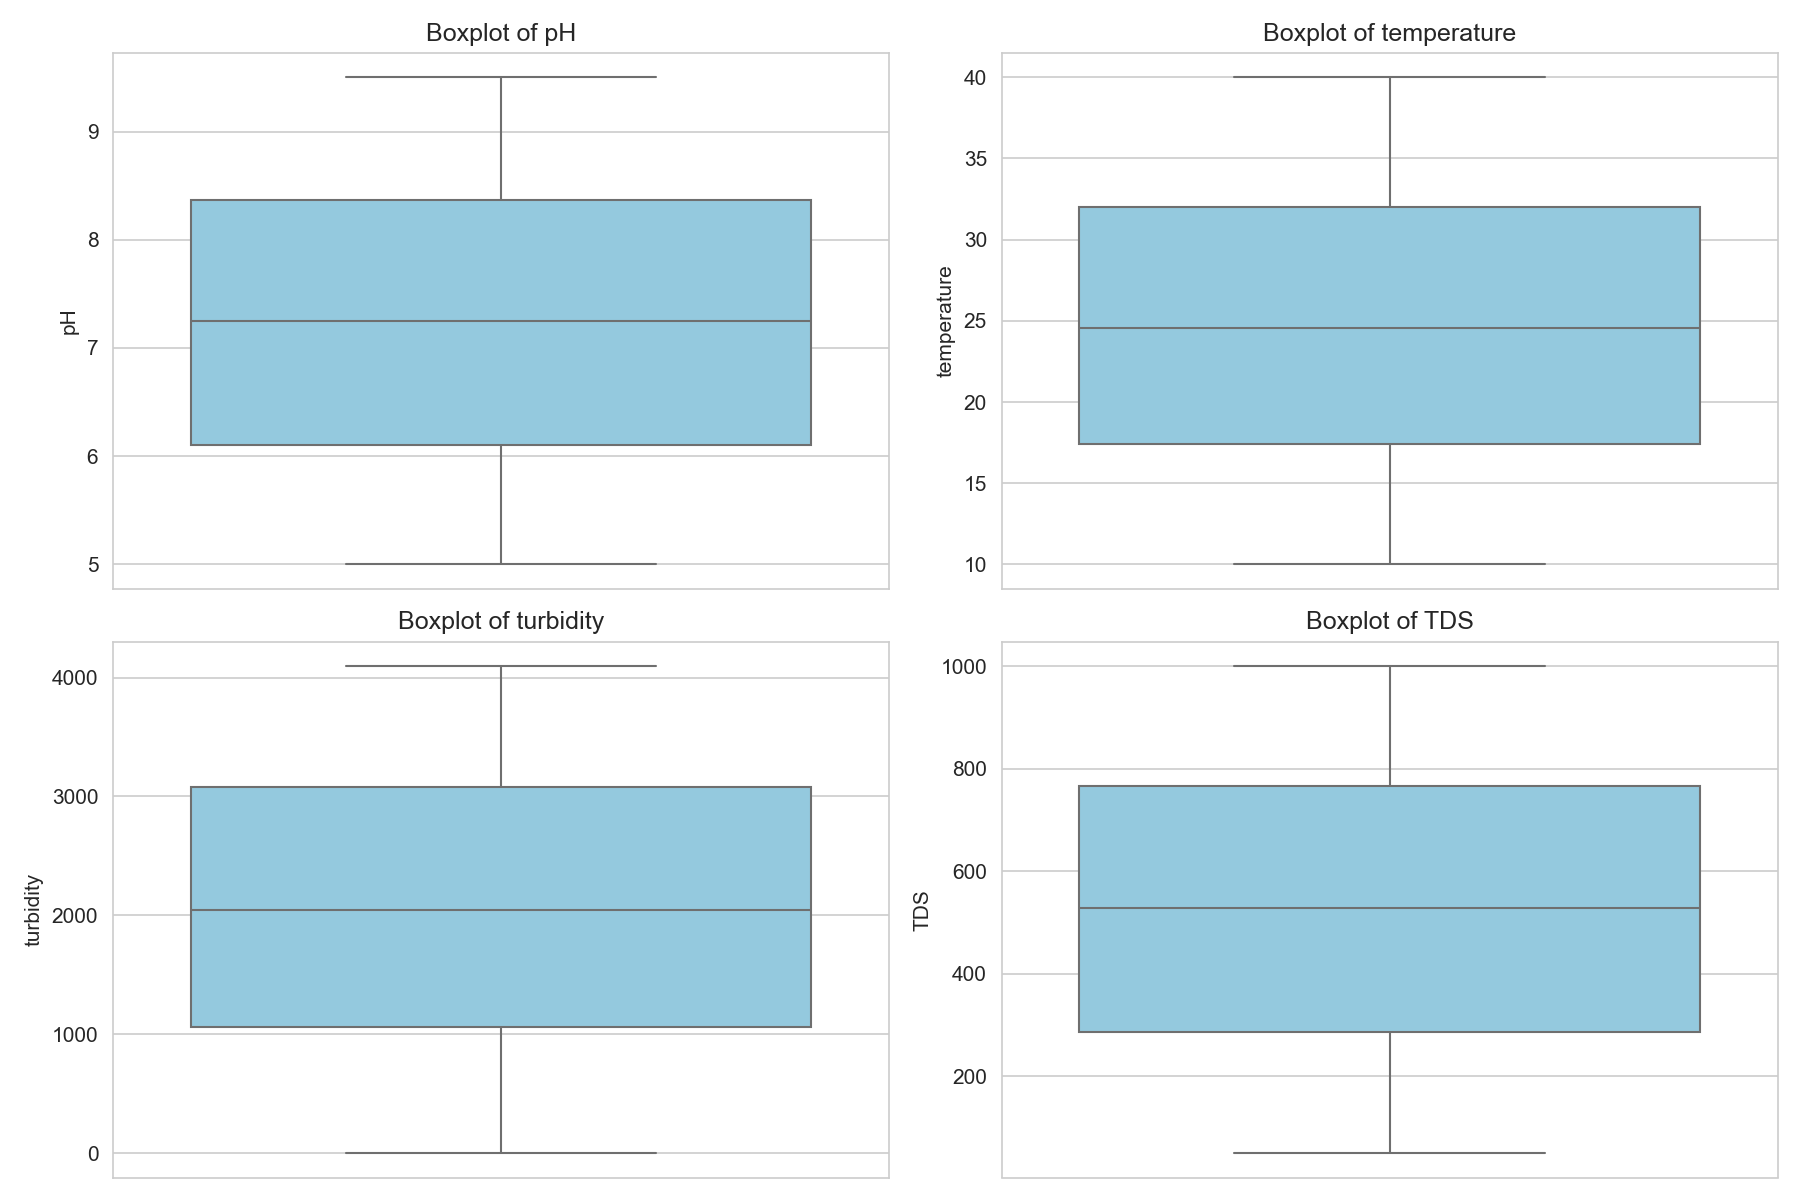 Boxplot of pH
pH
9
8
7
6
5
Boxplot of temperature
temperature
40
35
30
25
20
15
10
Boxplot of turbidity
turbidity
4000
3000
2000
1000
0
Boxplot of TDS
TDS
1000
800
600
400
200